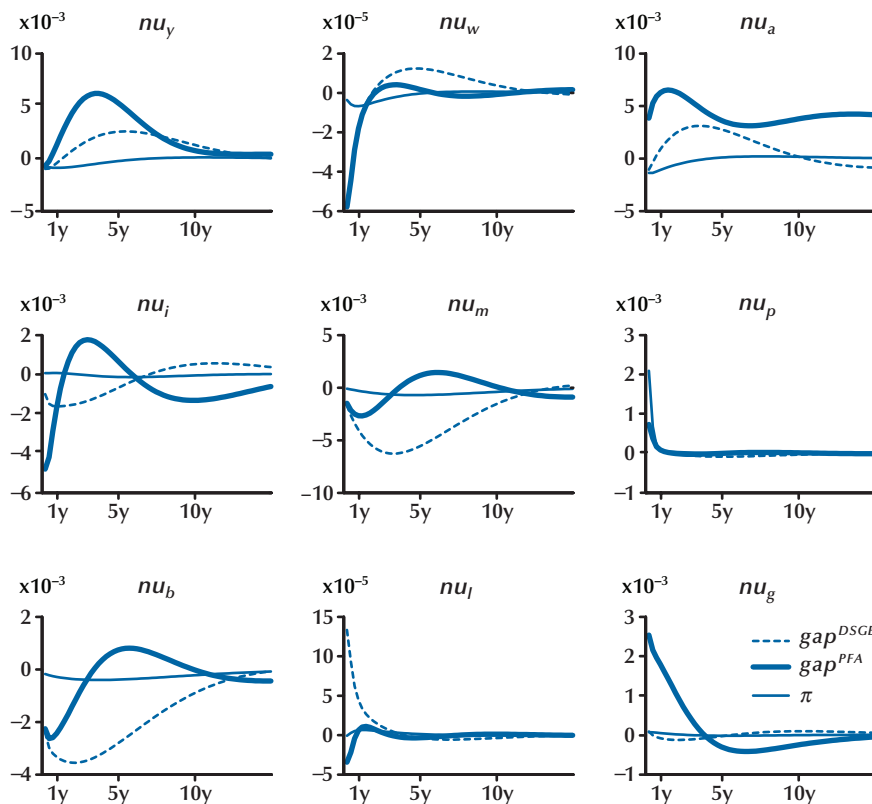 nu_y nu_w nu_a
x10⁻³ x10⁻⁵ x10⁻³
10 2 10
5 0 5
0 −2 0
−4
−5 −6 −5
1y 5y 10y 1y 5y 10y 1y 5y 10y
nu_i nu_m nu_p
x10⁻³ x10⁻³ x10⁻³
2 5 3
0 2
−2 0 1
−4 −5 0
−6 −10 −1
1y 5y 10y 1y 5y 10y 1y 5y 10y
nu_b nu_l nu_g
x10⁻³ x10⁻⁵ x10⁻³
2 15 3
gap^DSGE
0 10 2
gap^PFA
5 1
π
−2 0 0
−4 −5 −1
1y 5y 10y 1y 5y 10y 1y 5y 10y